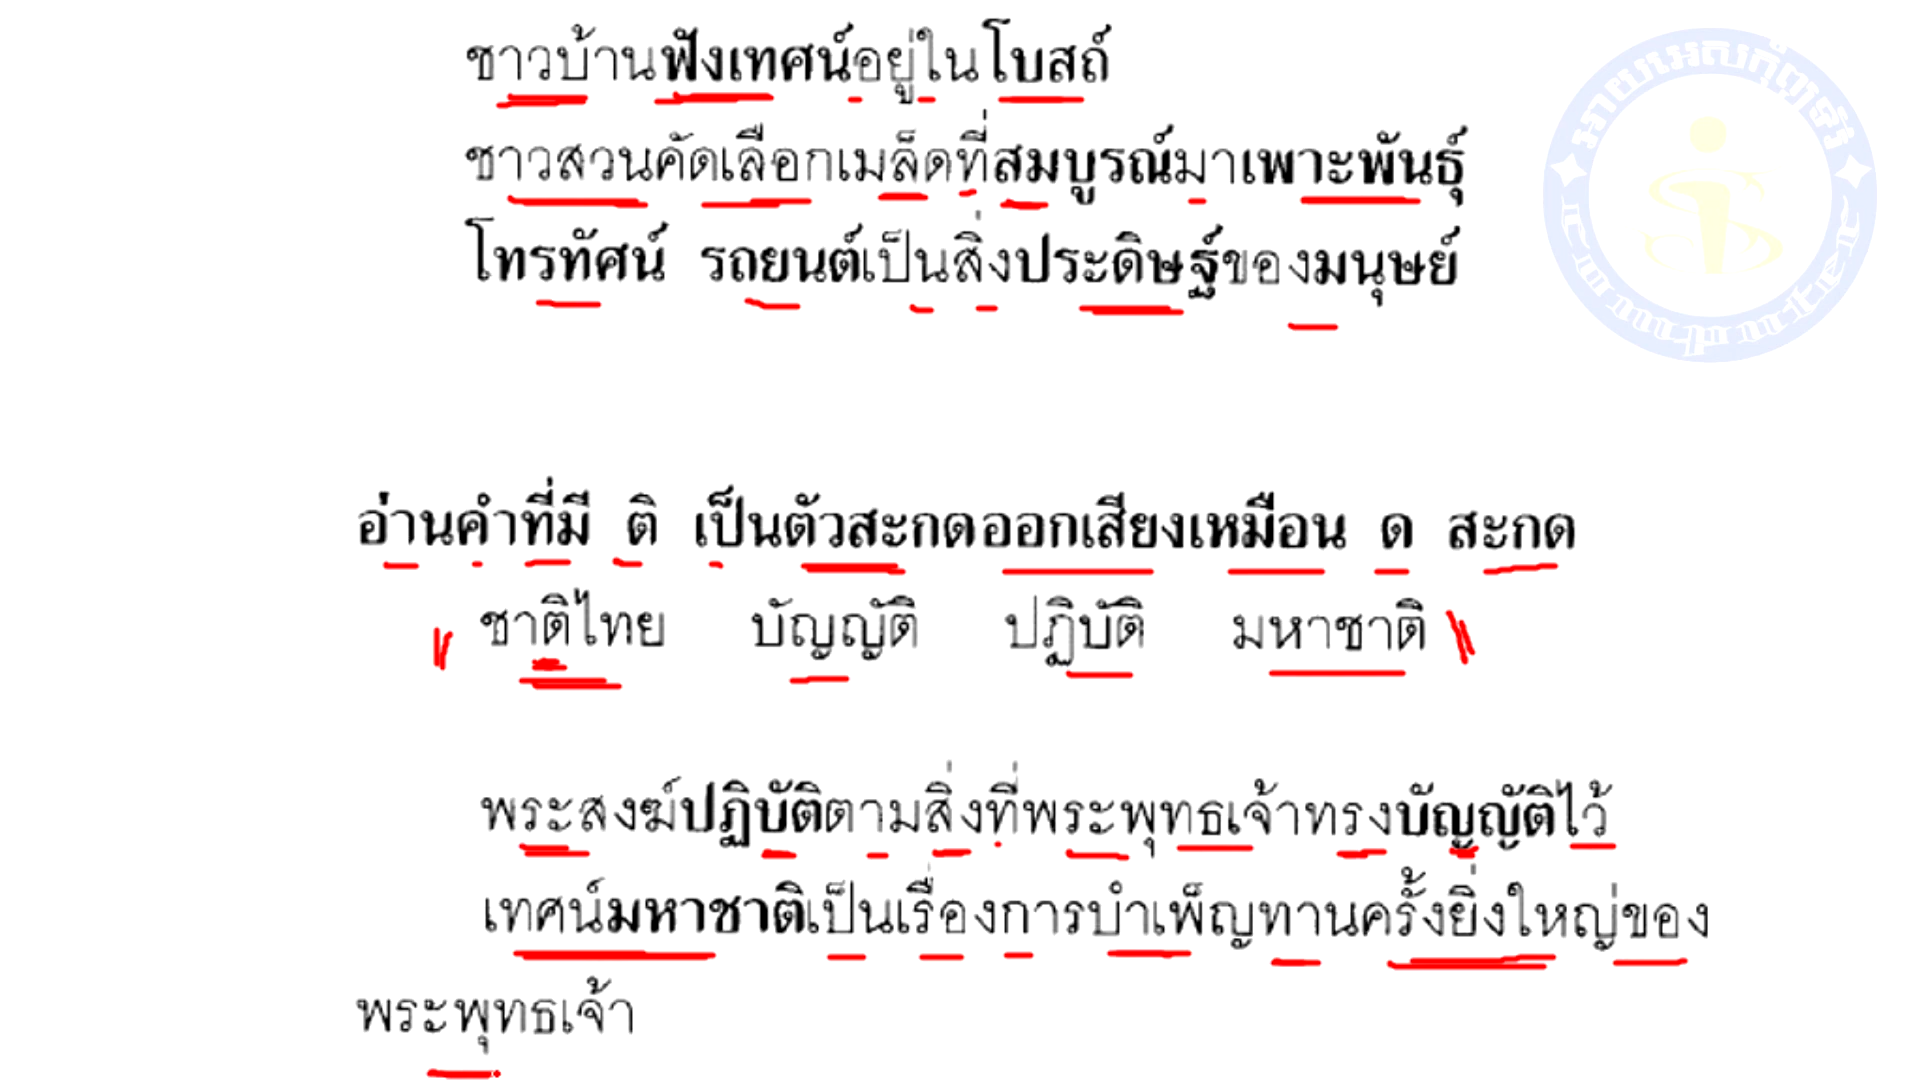 ชาวบ้านฟังเทศน์อยู่ในโบสถ์
ชาวสวนคัดเลือกเมล็ดที่สมบูรณ์มาเพาะพันธุ์
โทรทัศน์ รถยนต์เป็นสิ่งประดิษฐ์ของมนุษย์
อ่านคำที่มี ติ เป็นตัวสะกดออกเสียงเหมือน ด สะกด
ชาติไทย บัญญัติ ปฏิบัติ มหาชาติ
พระสงฆ์ปฏิบัติตามสิ่งที่พระพุทธเจ้าทรงบัญญัติไว้
เทศน์มหาชาติเป็นเรื่องการบำเพ็ญทานครั้งยิ่งใหญ่ของ
พระพุทธเจ้า